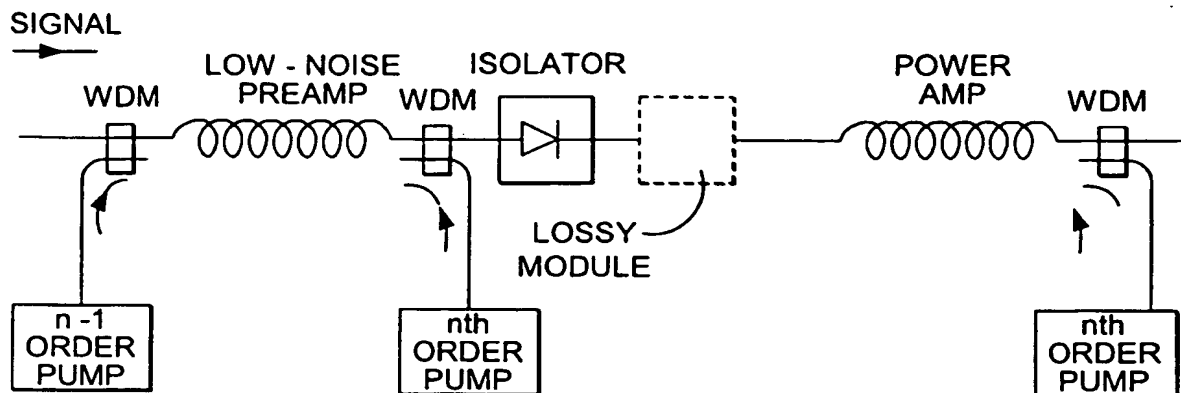 SIGNAL
LOW - NOISE
PREAMP
WDM
WDM
ISOLATOR
POWER
AMP
WDM
LOSSY
MODULE
n -1
ORDER
PUMP
nth
ORDER
PUMP
nth
ORDER
PUMP